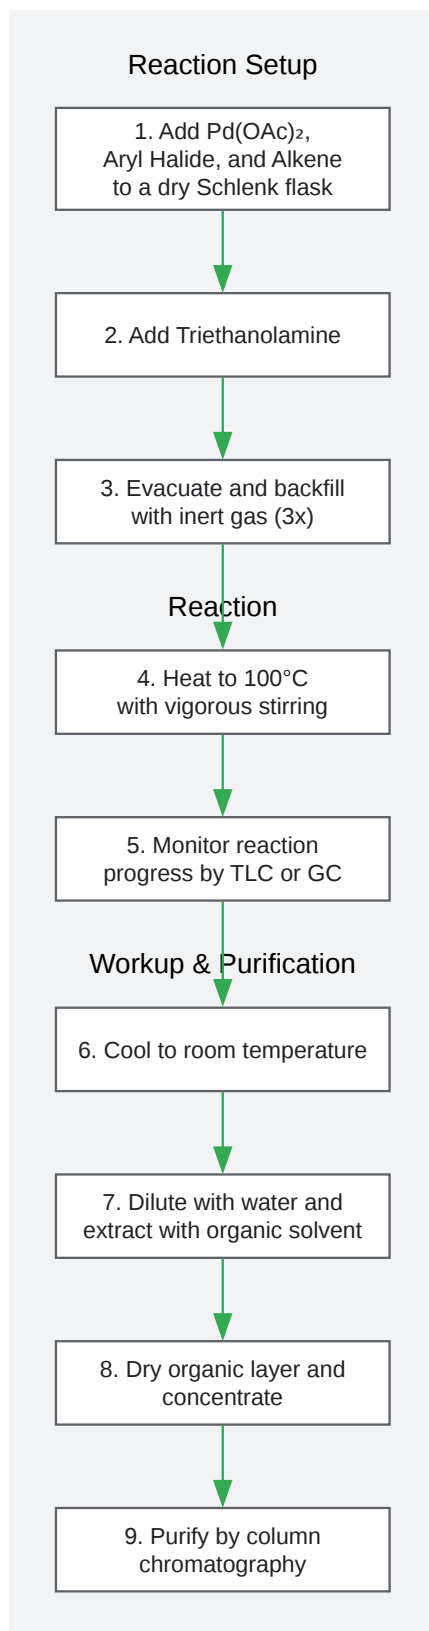 Reaction Setup
1. Add Pd(OAc)₂,
Aryl Halide, and Alkene
to a dry Schlenk flask
2. Add Triethanolamine
3. Evacuate and backfill
with inert gas (3x)
Reaction
4. Heat to 100°C
with vigorous stirring
5. Monitor reaction
progress by TLC or GC
Workup & Purification
6. Cool to room temperature
7. Dilute with water and
extract with organic solvent
8. Dry organic layer and
concentrate
9. Purify by column
chromatography